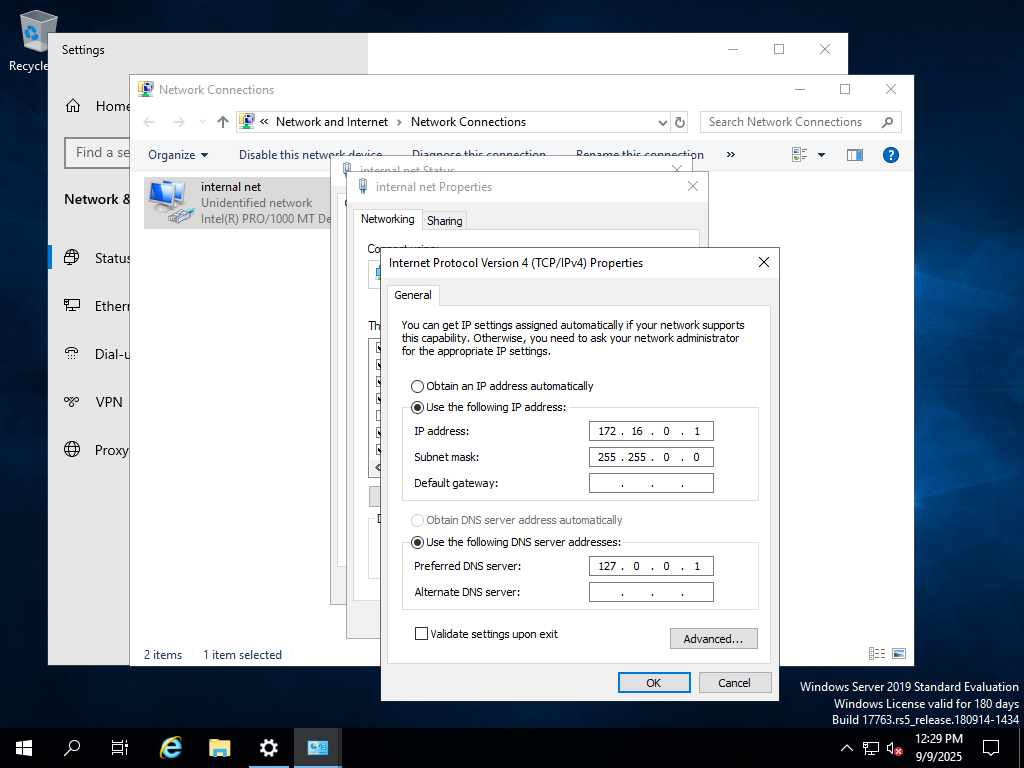 Recycle
Settings
Home
Find a se
Network &
Status
Ethern
Dial-u
VPN
Proxy
Network Connections
« Network and Internet › Network Connections
Search Network Connections
Organize
Disable this network device
Diagnose this connection
Rename this connection
»
internal net
Unidentified network
Intel(R) PRO/1000 MT De
internal net Status
internal net Properties
Networking
Sharing
Connect using:
Th
Internet Protocol Version 4 (TCP/IPv4) Properties
General
You can get IP settings assigned automatically if your network supports
this capability. Otherwise, you need to ask your network administrator
for the appropriate IP settings.
Obtain an IP address automatically
Use the following IP address:
IP address: 172 . 16 . 0 . 1
Subnet mask: 255 . 255 . 0 . 0
Default gateway: . . .
Obtain DNS server address automatically
Use the following DNS server addresses:
Preferred DNS server: 127 . 0 . 0 . 1
Alternate DNS server: . . .
Validate settings upon exit
Advanced...
OK
Cancel
2 items
1 item selected
Windows Server 2019 Standard Evaluation
Windows License valid for 180 days
Build 17763.rs5_release.180914-1434
12:29 PM
9/9/2025